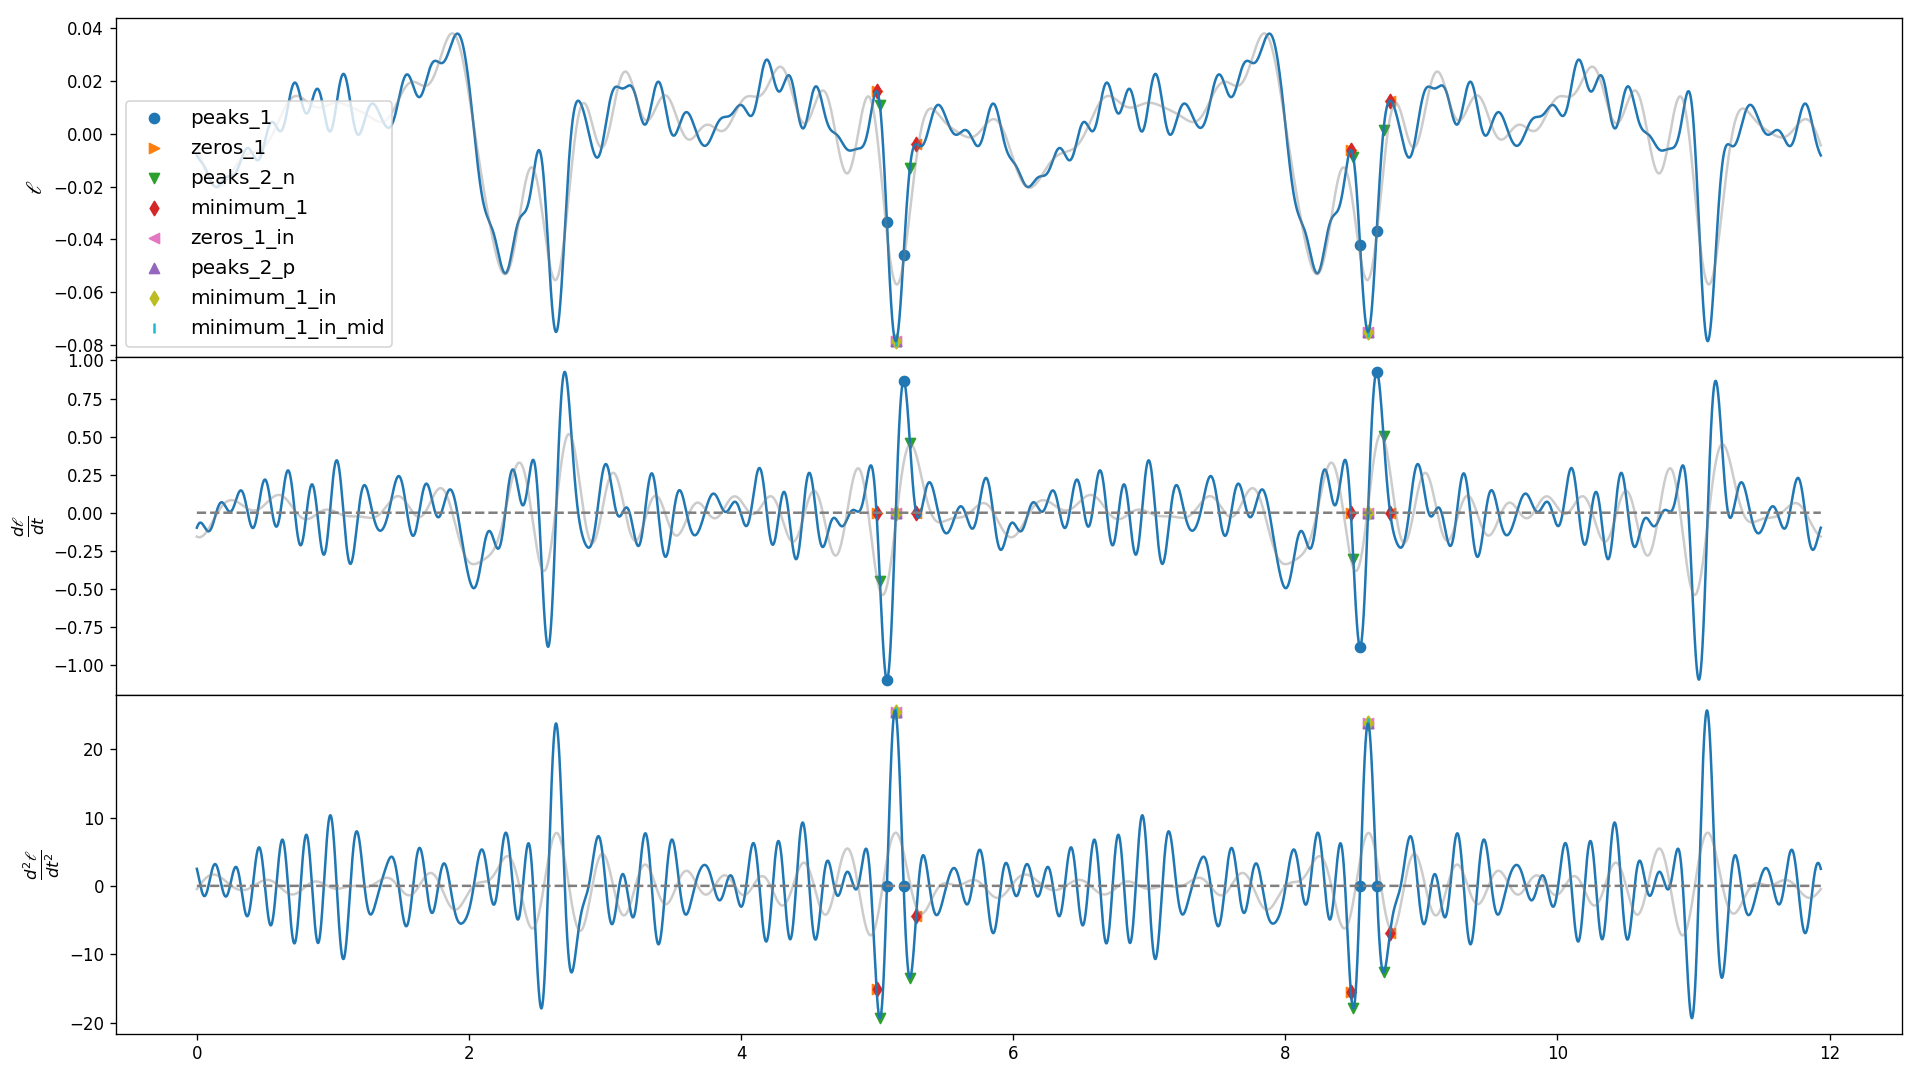 0.04
0.02
0.00
−0.02
−0.04
−0.06
−0.08
ℓ
peaks_1
zeros_1
peaks_2_n
minimum_1
zeros_1_in
peaks_2_p
minimum_1_in
minimum_1_in_mid
1.00
0.75
0.50
0.25
0.00
−0.25
−0.50
−0.75
−1.00
dℓ
dt
20
10
0
−10
−20
d²ℓ
dt²
0 2 4 6 8 10 12